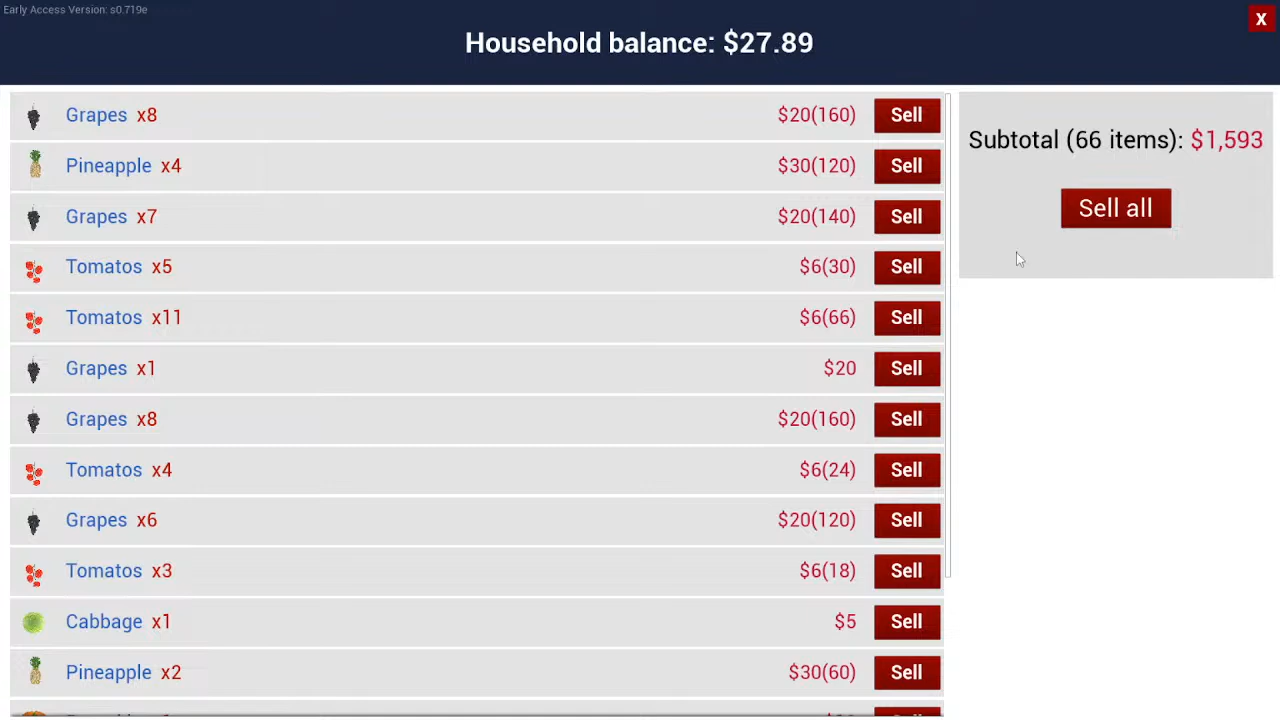 Early Access Version: s0.719e
X
Household balance: $27.89
Grapes x8 $20(160) Sell
Pineapple x4 $30(120) Sell
Grapes x7 $20(140) Sell
Tomatos x5 $6(30) Sell
Tomatos x11 $6(66) Sell
Grapes x1 $20 Sell
Grapes x8 $20(160) Sell
Tomatos x4 $6(24) Sell
Grapes x6 $20(120) Sell
Tomatos x3 $6(18) Sell
Cabbage x1 $5 Sell
Pineapple x2 $30(60) Sell
Subtotal (66 items): $1,593
Sell all